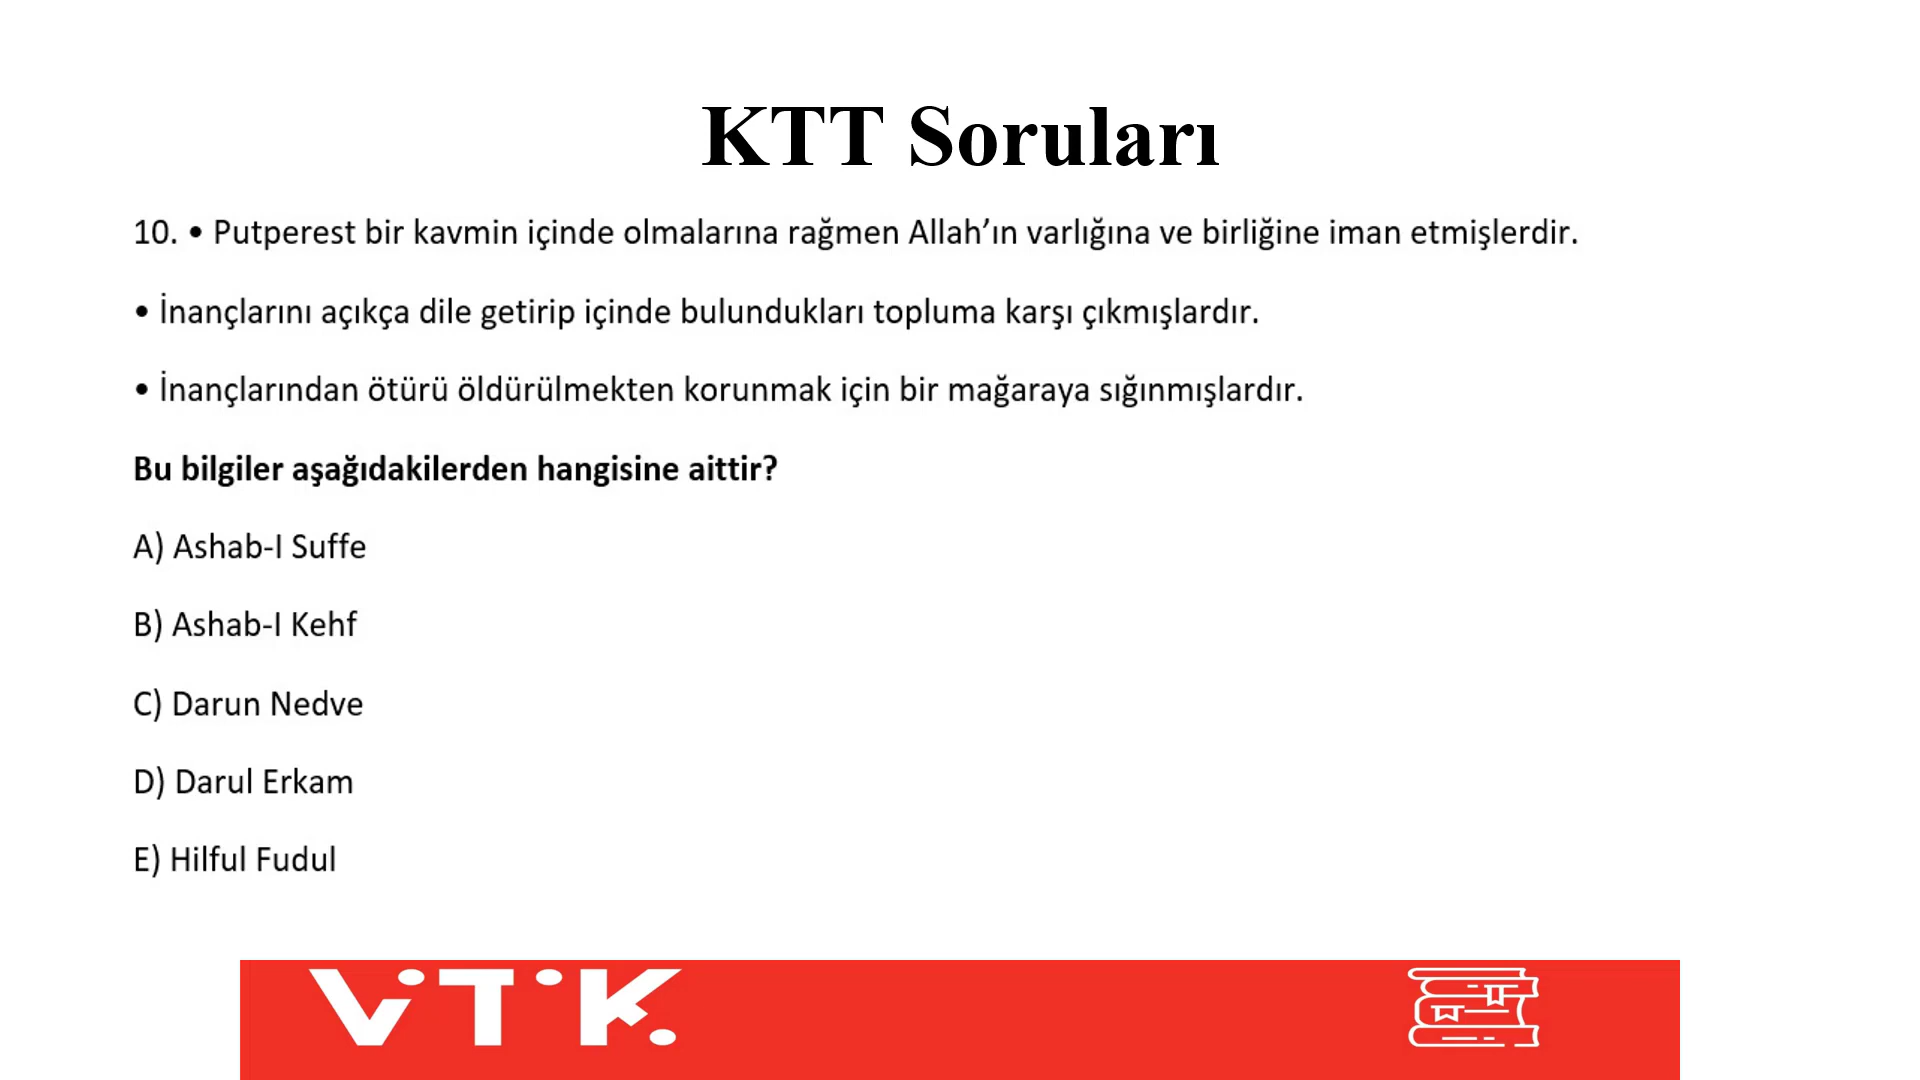 KTT Soruları
10. • Putperest bir kavmin içinde olmalarına rağmen Allah’ın varlığına ve birliğine iman etmişlerdir.
• İnançlarını açıkça dile getirip içinde bulundukları topluma karşı çıkmışlardır.
• İnançlarından ötürü öldürülmekten korunmak için bir mağaraya sığınmışlardır.
Bu bilgiler aşağıdakilerden hangisine aittir?
A) Ashab-I Suffe
B) Ashab-I Kehf
C) Darun Nedve
D) Darul Erkam
E) Hilful Fudul
ViTiK